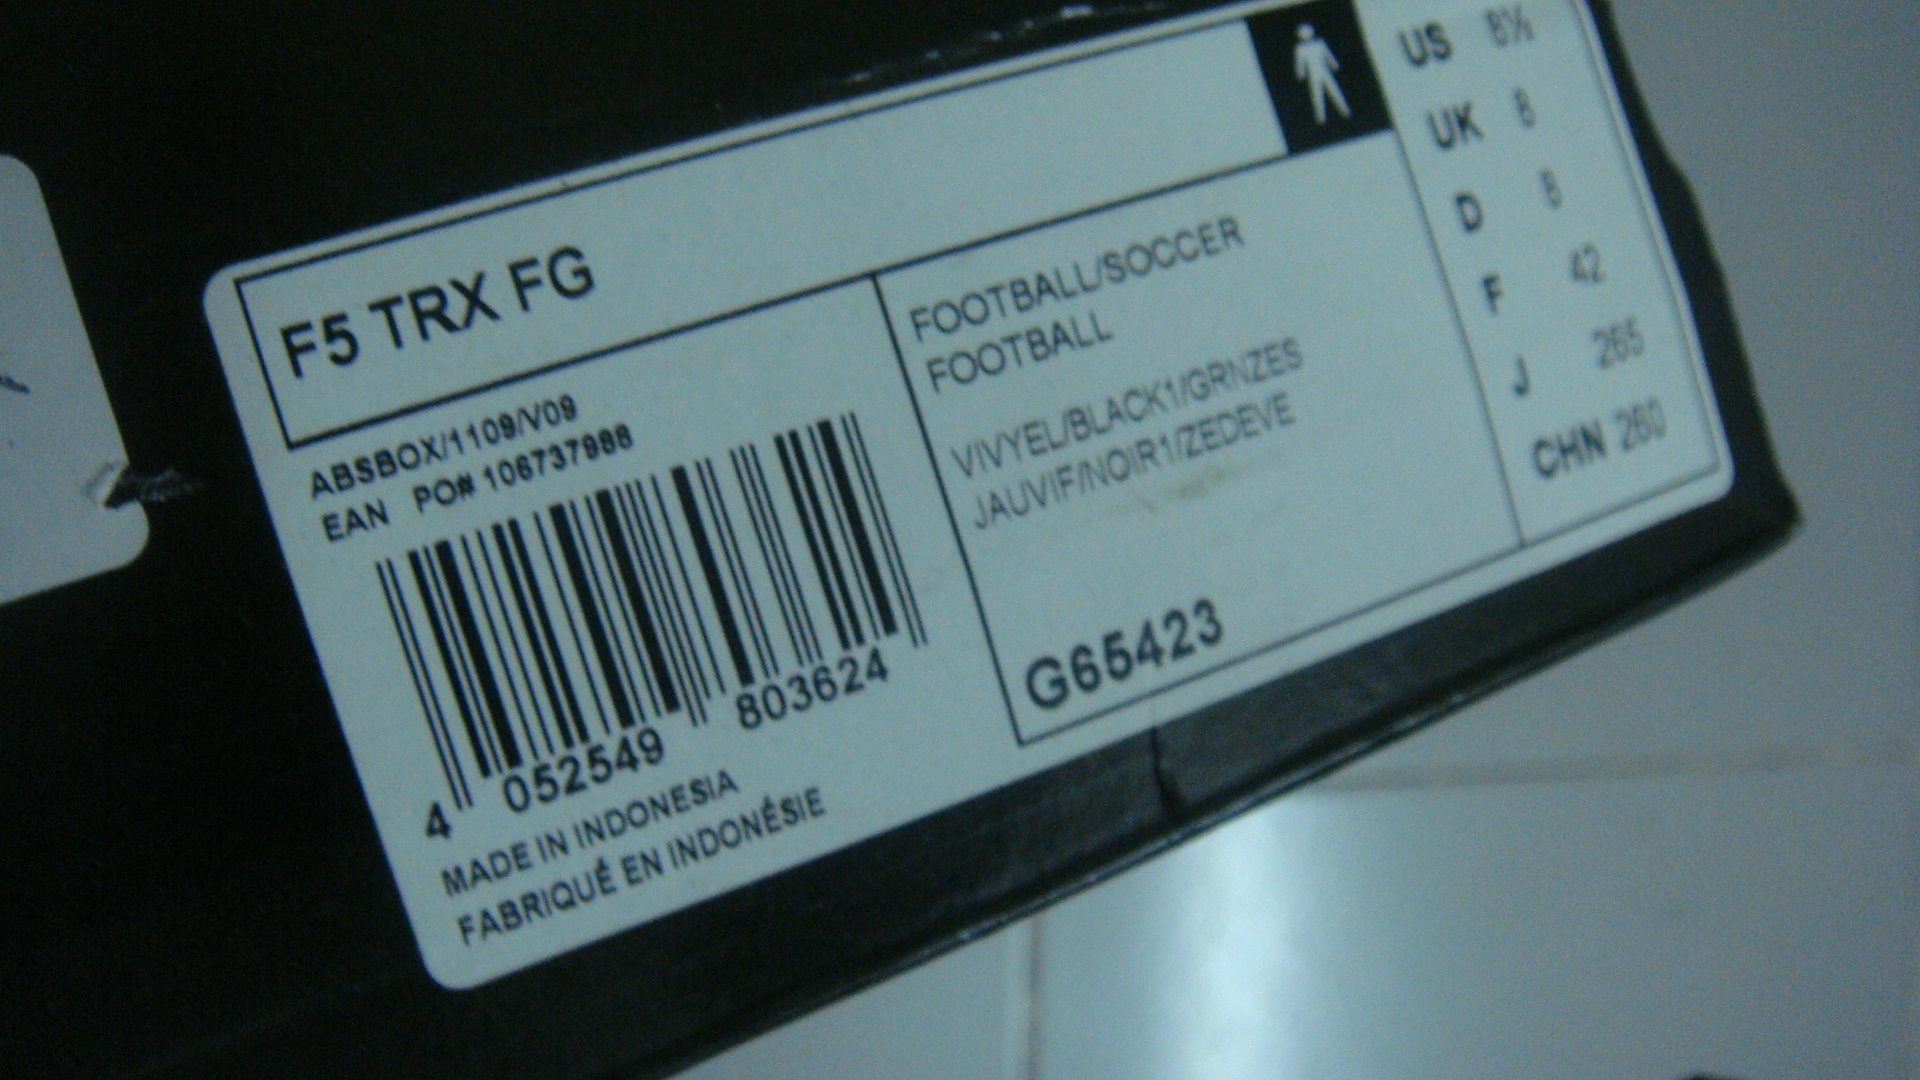 F5 TRX FG
ABSBOX/1109/V09
EAN PO# 106737988
4 052549 803624
MADE IN INDONESIA
FABRIQUÉ EN INDONÉSIE
FOOTBALL/SOCCER
FOOTBALL
VIVYEL/BLACK1/GRNZES
JAUVIF/NOIR1/ZEDEVE
G65423
US 8½
UK 8
D 8
F 42
J 265
CHN 260